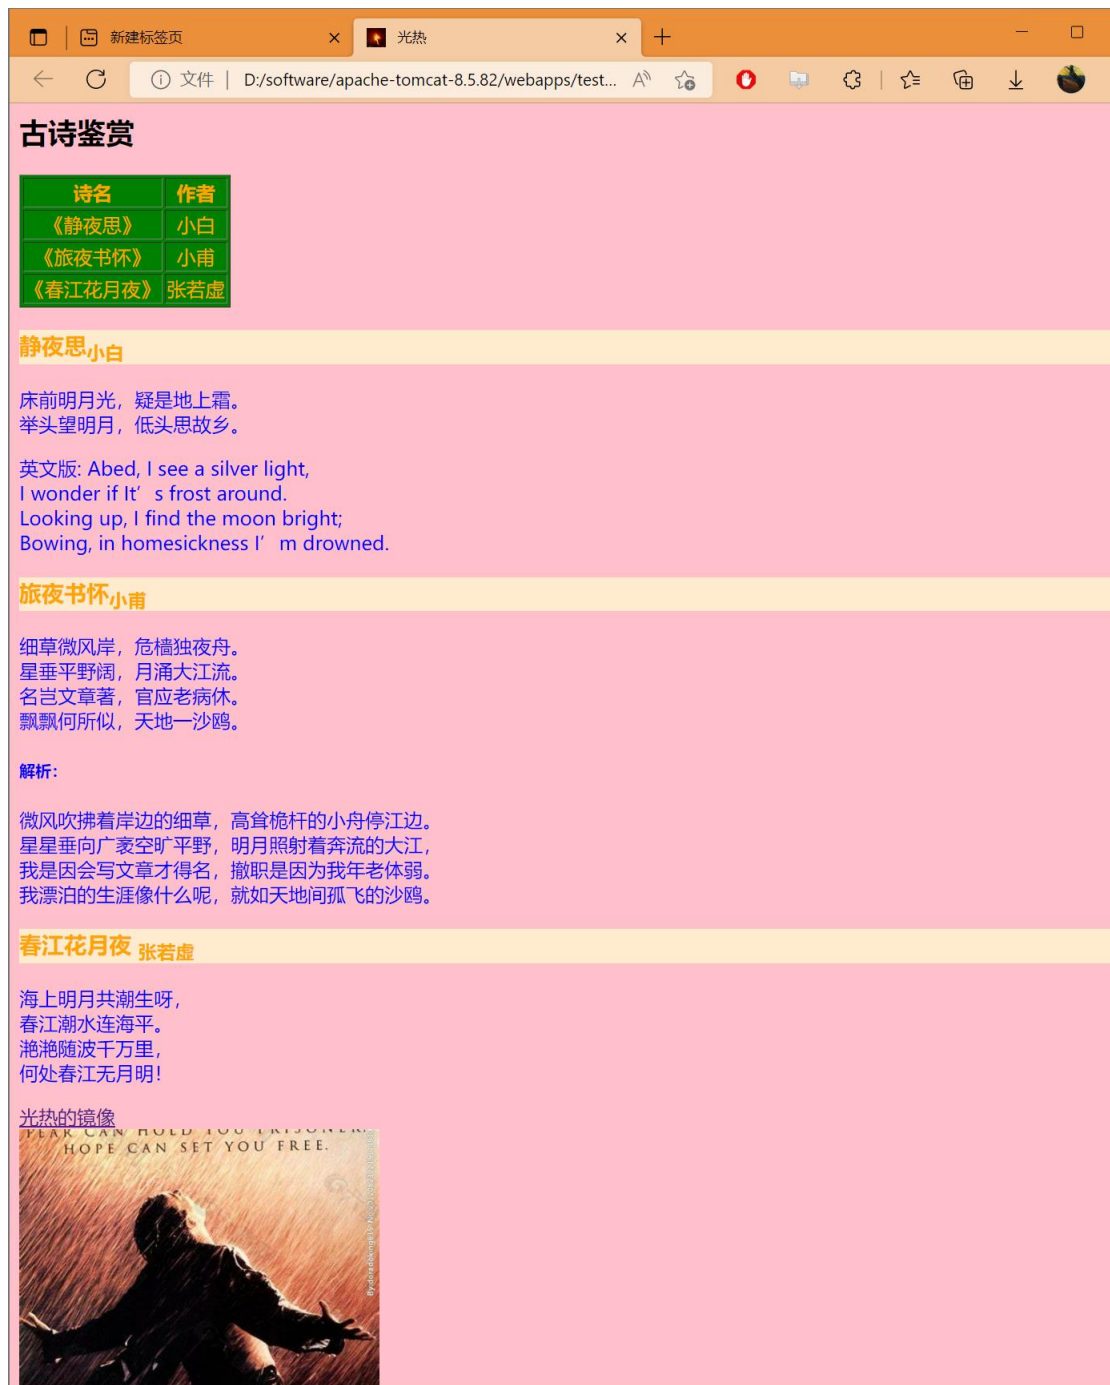 新建标签页
光热
文件 | D:/software/apache-tomcat-8.5.82/webapps/test...
古诗鉴赏
诗名 作者
《静夜思》 小白
《旅夜书怀》 小甫
《春江花月夜》 张若虚
静夜思小白
床前明月光，疑是地上霜。
举头望明月，低头思故乡。
英文版: Abed, I see a silver light,
I wonder if It’s frost around.
Looking up, I find the moon bright;
Bowing, in homesickness I’m drowned.
旅夜书怀小甫
细草微风岸，危樯独夜舟。
星垂平野阔，月涌大江流。
名岂文章著，官应老病休。
飘飘何所似，天地一沙鸥。
解析：
微风吹拂着岸边的细草，高耸桅杆的小舟停江边。
星星垂向广袤空旷平野，明月照射着奔流的大江，
我是因会写文章才得名，撤职是因为我年老体弱。
我漂泊的生涯像什么呢，就如天地间孤飞的沙鸥。
春江花月夜 张若虚
海上明月共潮生呀，
春江潮水连海平。
滟滟随波千万里，
何处春江无月明！
光热的镜像
FEAR CAN HOLD YOU PRISONER.
HOPE CAN SET YOU FREE.